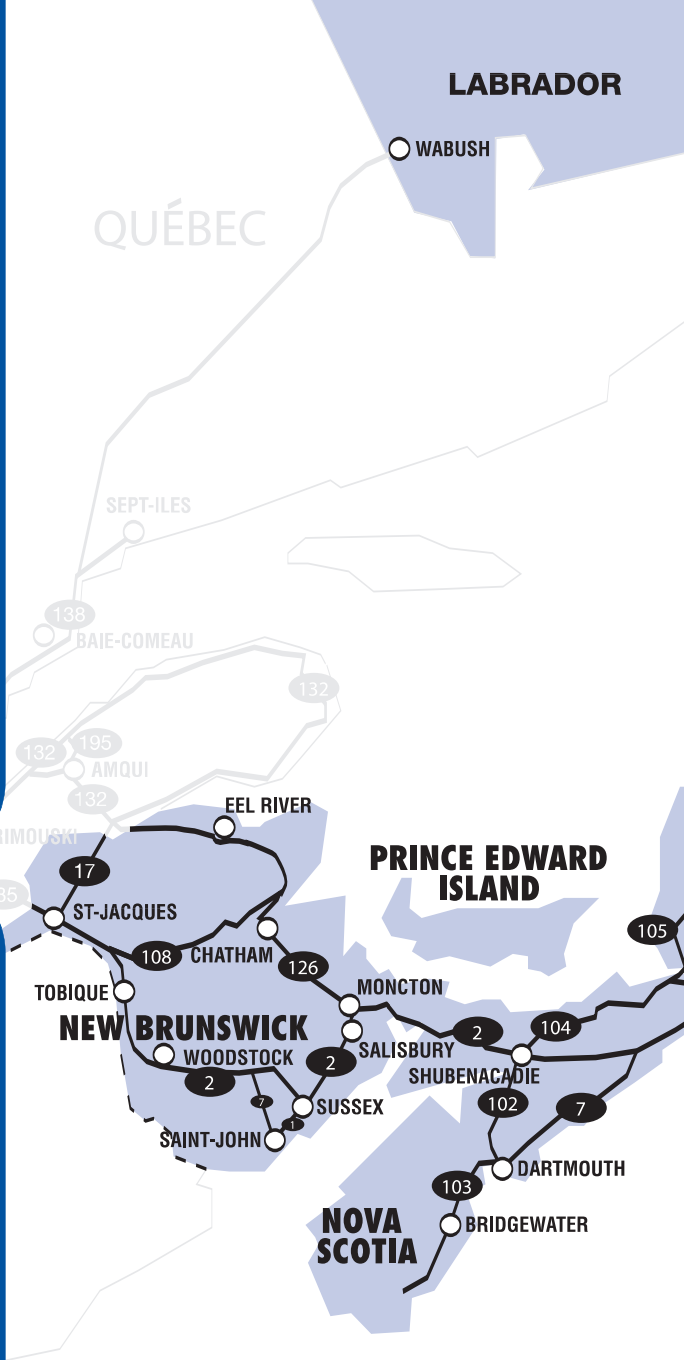 LABRADOR
WABUSH
QUÉBEC
SEPT-ILES
138
BAIE-COMEAU
132
195
132
AMQUI
132
EEL RIVER
RIMOUSKI
PRINCE EDWARD
ISLAND
17
85
ST-JACQUES
105
108
CHATHAM
126
TOBIQUE
MONCTON
NEW BRUNSWICK
2
104
SALISBURY
WOODSTOCK
2
SHUBENACADIE
2
7
102
7
SUSSEX
1
SAINT-JOHN
DARTMOUTH
103
NOVA
SCOTIA
BRIDGEWATER